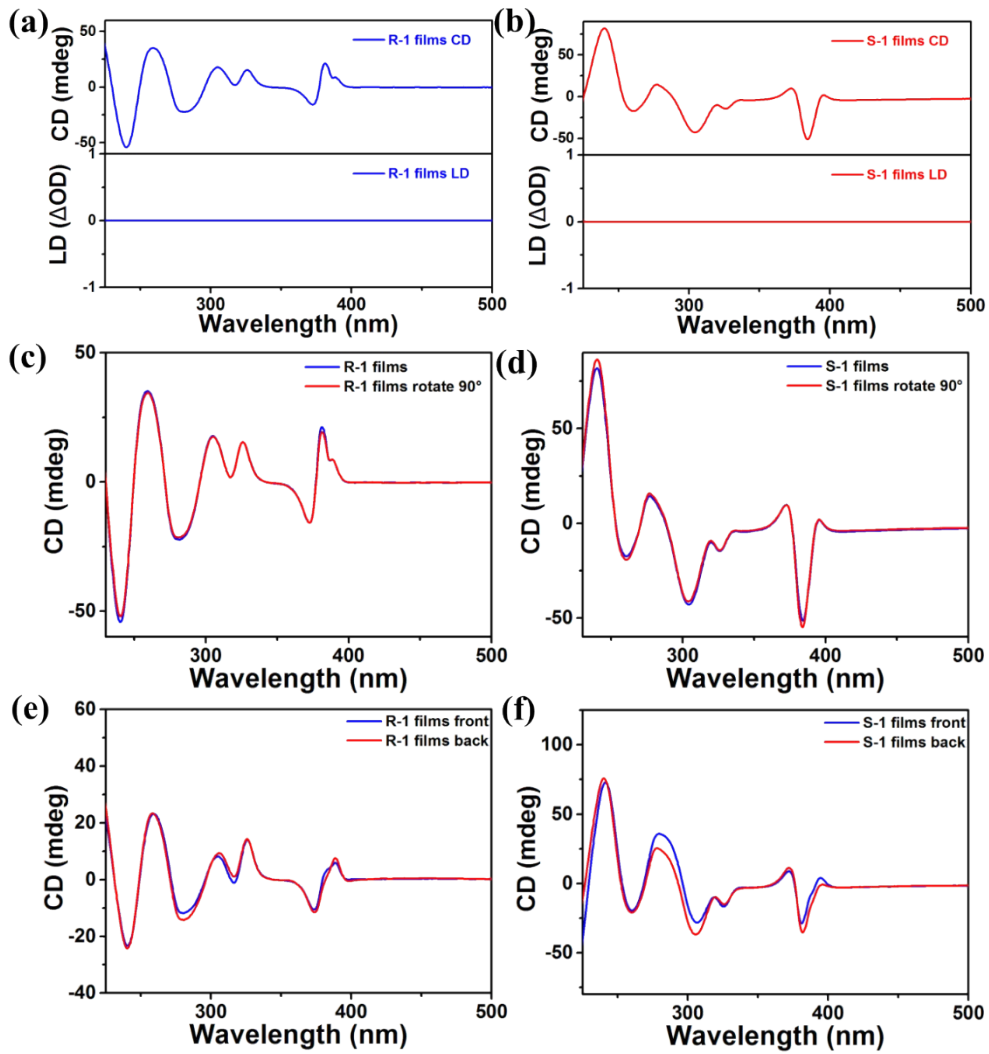 (a)
R-1 films CD
CD (mdeg)
50
0
-50
R-1 films LD
LD (ΔOD)
1
0
-1
300
400
500
Wavelength (nm)
(b)
S-1 films CD
CD (mdeg)
50
0
-50
S-1 films LD
LD (ΔOD)
1
0
-1
300
400
500
Wavelength (nm)
(c)
R-1 films
R-1 films rotate 90°
CD (mdeg)
50
0
-50
300
400
500
Wavelength (nm)
(d)
S-1 films
S-1 films rotate 90°
CD (mdeg)
50
0
-50
300
400
500
Wavelength (nm)
(e)
R-1 films front
R-1 films back
CD (mdeg)
60
40
20
0
-20
-40
300
400
500
Wavelength (nm)
(f)
S-1 films front
S-1 films back
CD (mdeg)
100
50
0
-50
300
400
500
Wavelength (nm)